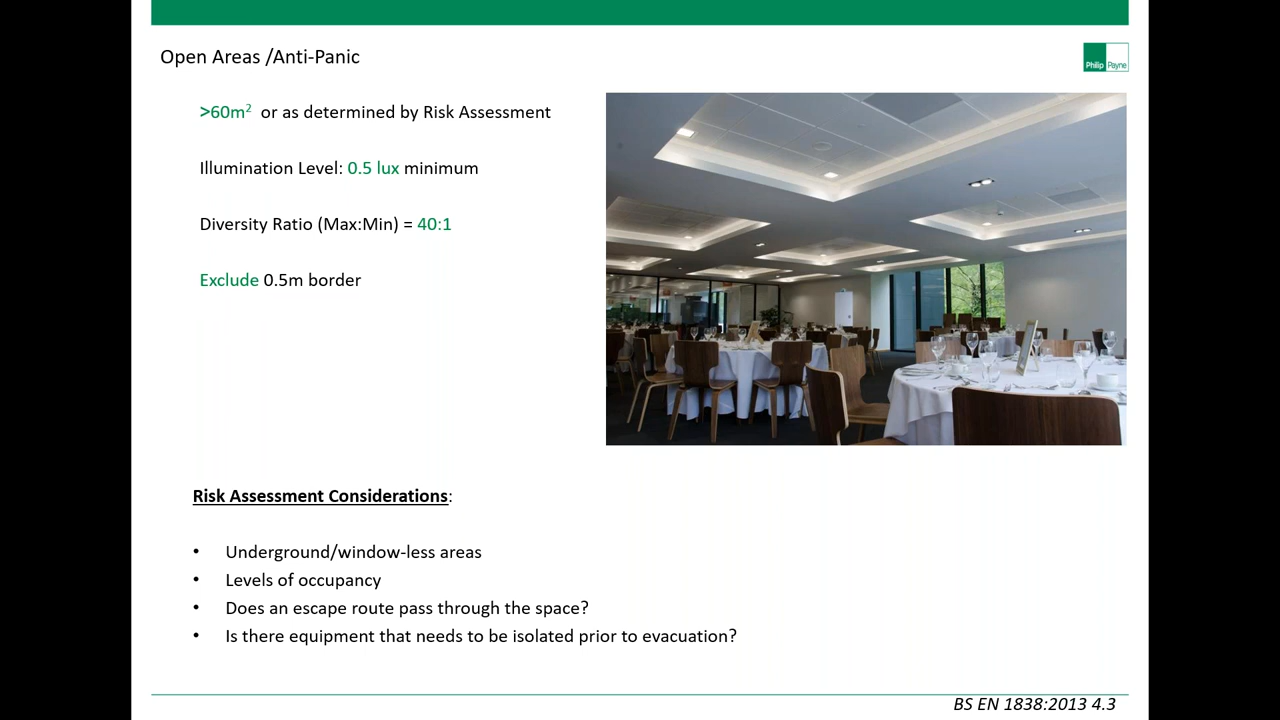 Open Areas /Anti-Panic
Philip Payne
>60m² or as determined by Risk Assessment
Illumination Level: 0.5 lux minimum
Diversity Ratio (Max:Min) = 40:1
Exclude 0.5m border
Risk Assessment Considerations:
• Underground/window-less areas
• Levels of occupancy
• Does an escape route pass through the space?
• Is there equipment that needs to be isolated prior to evacuation?
BS EN 1838:2013 4.3